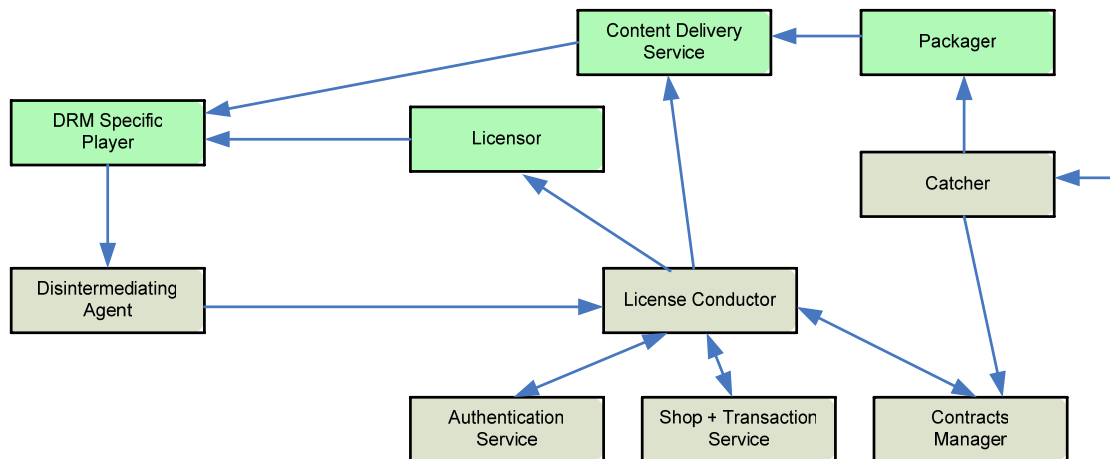 Content Delivery
Service
Packager
DRM Specific
Player
Licensor
Catcher
Disintermediating
Agent
License Conductor
Authentication
Service
Shop + Transaction
Service
Contracts
Manager